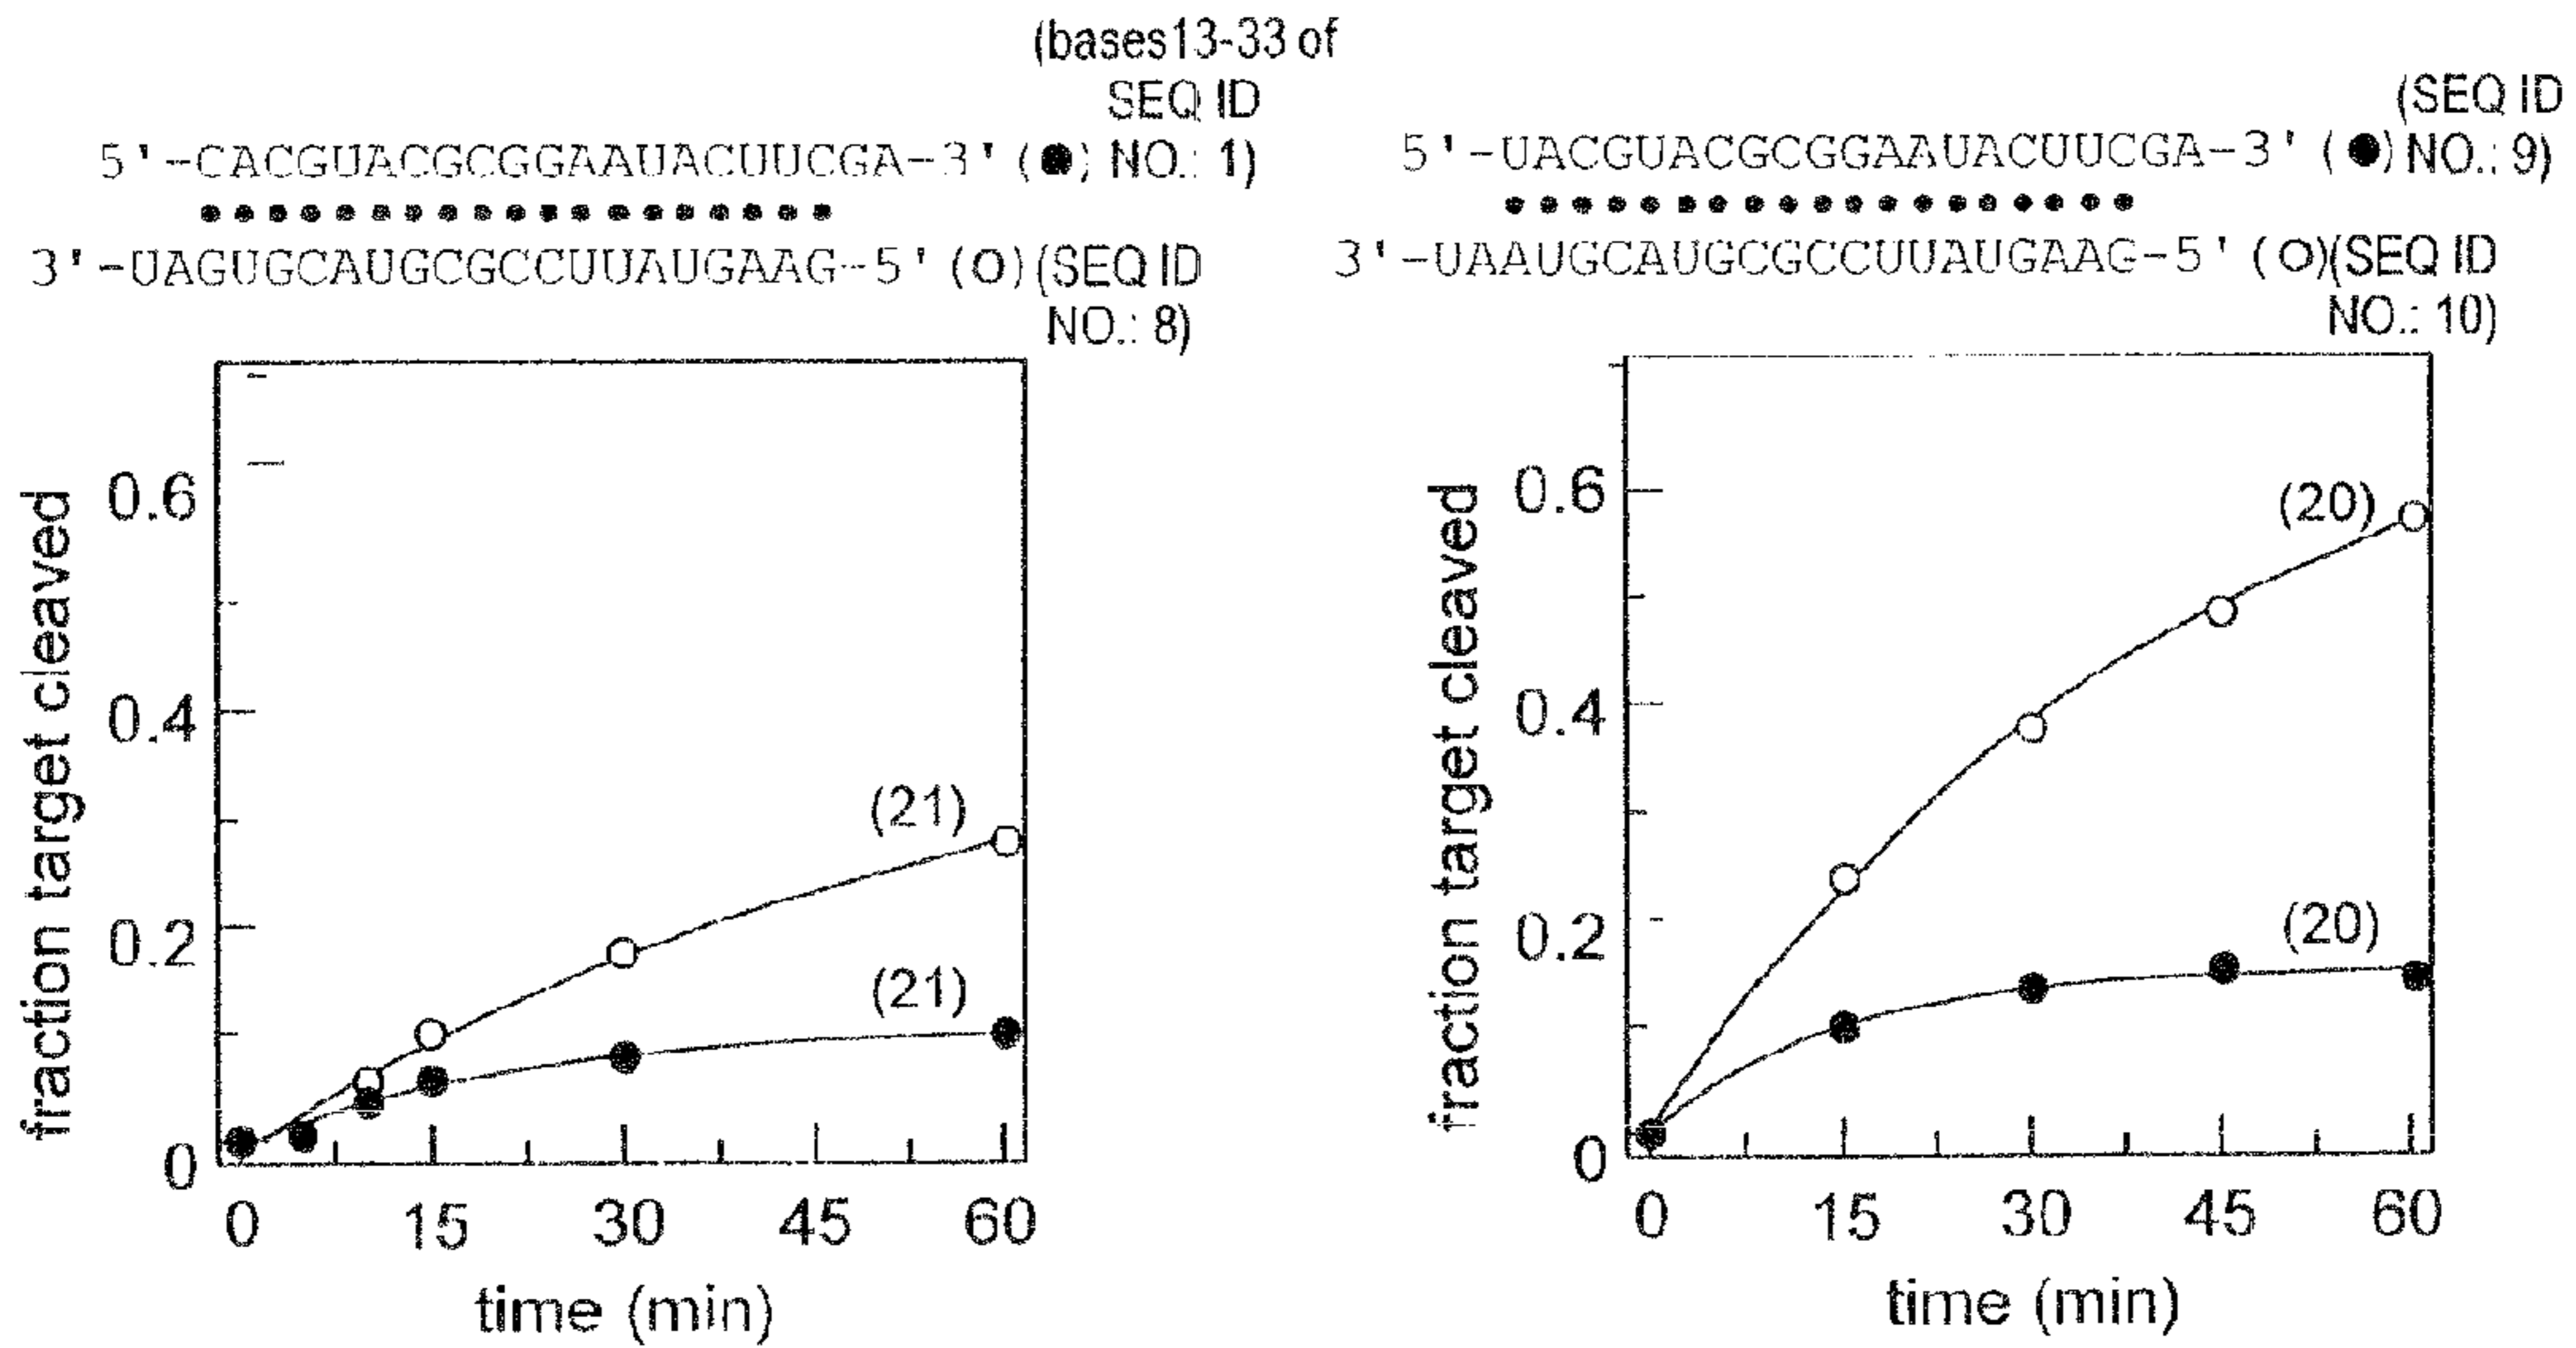 (bases13-33 of
SEQ ID
5'-CACGUACGCGGAAUACUUCGA-3' (●) NO.: 1)
3'-UAGUGCAUGCGCCUUAUGAAG-5' (O) (SEQ ID
NO.: 8)
(SEQ ID
5'-UACGUACGCGGAAUACUUCGA-3' (●) NO.: 9)
3'-UAAUGCAUGCGCCUUAUGAAG-5' (O)(SEQ ID
NO.: 10)
fraction target cleaved
0.6
0.4
0.2
0
(21)
(21)
0 15 30 45 60
time (min)
fraction target cleaved
0.6
0.4
0.2
0
(20)
(20)
0 15 30 45 60
time (min)